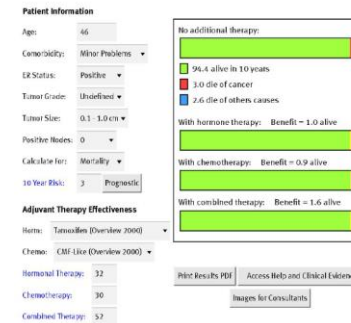 Patient Information
Age: 46
Comorbidity: Minor Problems
ER Status: Positive
Tumor Grade: Undefined
Tumor Size: 0.1 - 1.0 cm
Positive Nodes: 0
Calculate For: Mortality
10 Year Risk: 3 Prognostic
Adjuvant Therapy Effectiveness
Horm: Tamoxifen (Overview 2000)
Chemo: CMF-Like (Overview 2000)
Hormonal Therapy: 32
Chemotherapy: 30
Combined Therapy: 52
No additional therapy:
94.4 alive in 10 years
3.0 die of cancer
2.6 die of others causes
With hormone therapy: Benefit = 1.0 alive
With chemotherapy: Benefit = 0.9 alive
With combined therapy: Benefit = 1.6 alive
Print Results PDF
Access Help and Clinical Evidenc
Images for Consultants